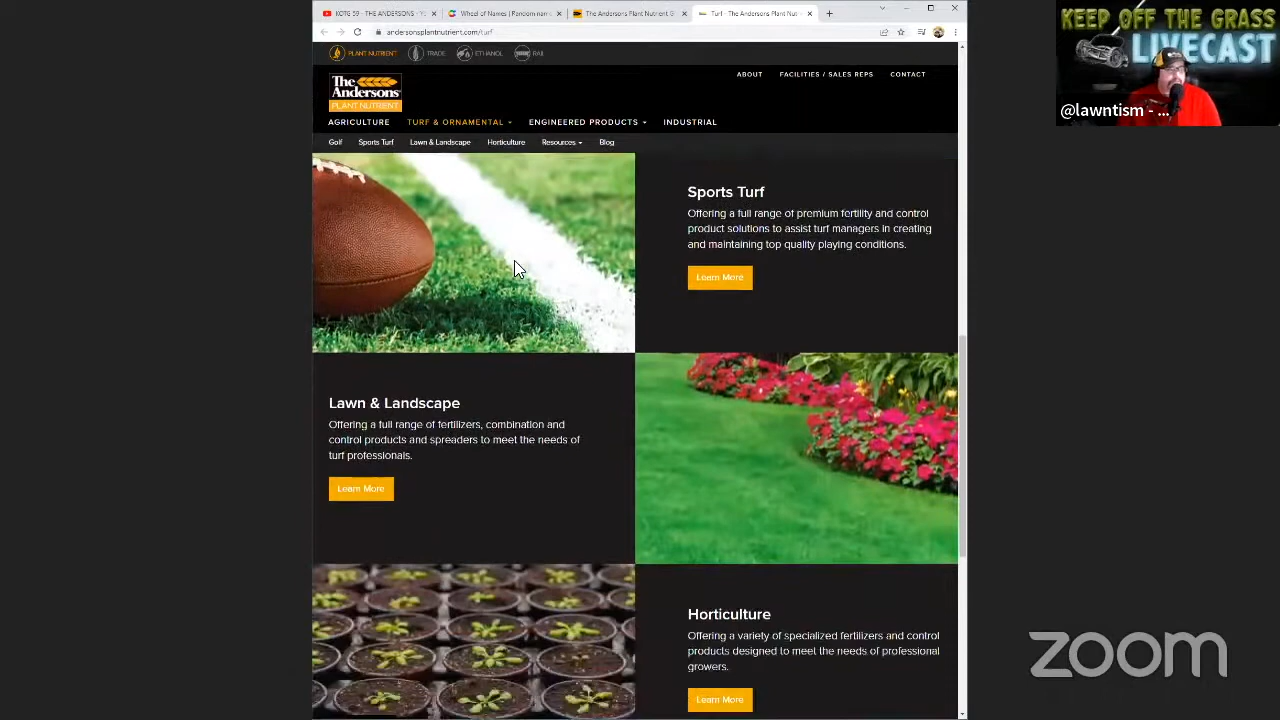 KOTG 59 - THE ANDERSONS - Y
Wheel of Names | Random nam
The Andersons Plant Nutrient G
Turf - The Andersons Plant Nut
andersonsplantnutrient.com/turf
PLANT NUTRIENT
TRADE
ETHANOL
RAIL
ABOUT
FACILITIES / SALES REPS
CONTACT
The
Andersons
PLANT NUTRIENT
AGRICULTURE
TURF & ORNAMENTAL
ENGINEERED PRODUCTS
INDUSTRIAL
Golf
Sports Turf
Lawn & Landscape
Horticulture
Resources
Blog
Sports Turf
Offering a full range of premium fertility and control
product solutions to assist turf managers in creating
and maintaining top quality playing conditions.
Learn More
Lawn & Landscape
Offering a full range of fertilizers, combination and
control products and spreaders to meet the needs of
turf professionals.
Learn More
Horticulture
Offering a variety of specialized fertilizers and control
products designed to meet the needs of professional
growers.
Learn More
KEEP OFF THE GRASS
LIVECAST
@lawntism - ...
zoom